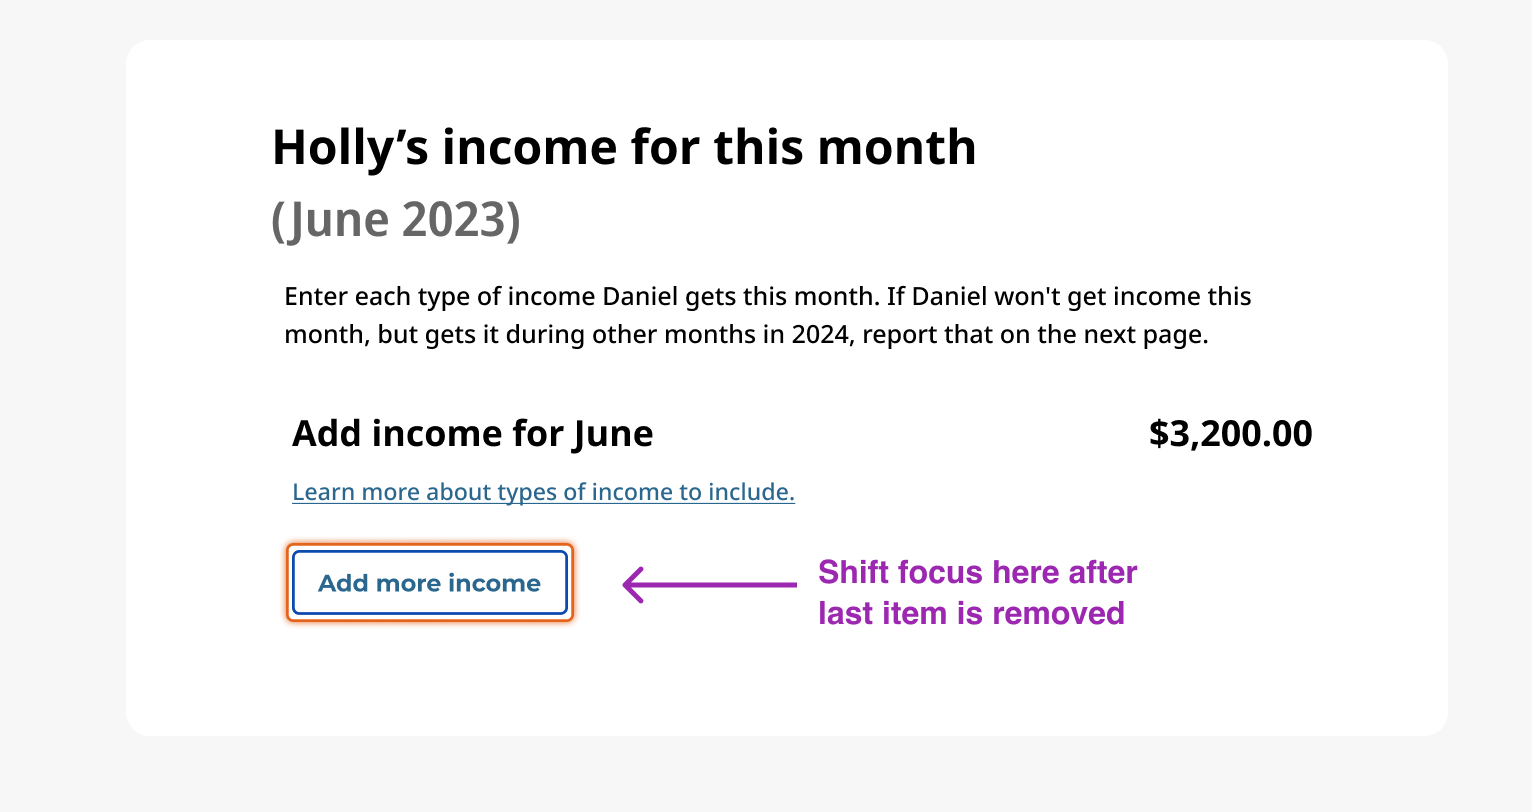 Holly’s income for this month
(June 2023)
Enter each type of income Daniel gets this month. If Daniel won't get income this
month, but gets it during other months in 2024, report that on the next page.
Add income for June
$3,200.00
Learn more about types of income to include.
Add more income
Shift focus here after
last item is removed